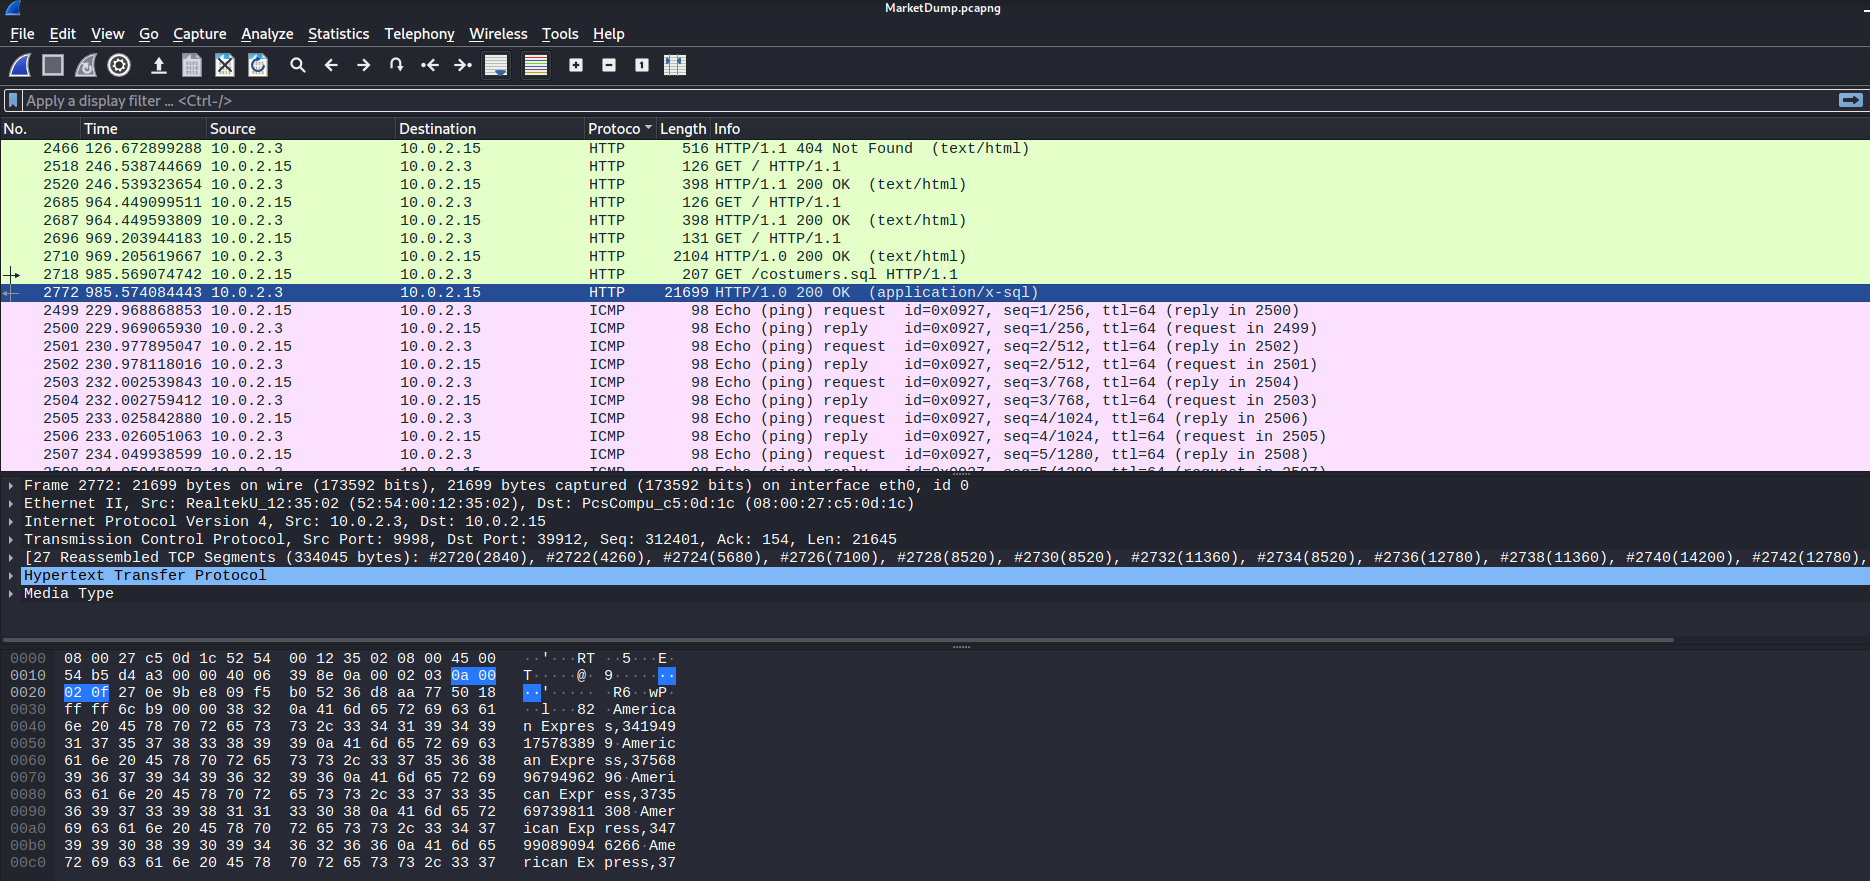 MarketDump.pcapng
File Edit View Go Capture Analyze Statistics Telephony Wireless Tools Help
Apply a display filter ... <Ctrl-/>
No. Time Source Destination Protoco Length Info
2466 126.672899288 10.0.2.3 10.0.2.15 HTTP 516 HTTP/1.1 404 Not Found (text/html)
2518 246.538744669 10.0.2.15 10.0.2.3 HTTP 126 GET / HTTP/1.1
2520 246.539323654 10.0.2.3 10.0.2.15 HTTP 398 HTTP/1.1 200 OK (text/html)
2685 964.449099511 10.0.2.15 10.0.2.3 HTTP 126 GET / HTTP/1.1
2687 964.449593809 10.0.2.3 10.0.2.15 HTTP 398 HTTP/1.1 200 OK (text/html)
2696 969.203944183 10.0.2.15 10.0.2.3 HTTP 131 GET / HTTP/1.1
2710 969.205619667 10.0.2.3 10.0.2.15 HTTP 2104 HTTP/1.0 200 OK (text/html)
2718 985.569074742 10.0.2.15 10.0.2.3 HTTP 207 GET /costumers.sql HTTP/1.1
2772 985.574084443 10.0.2.3 10.0.2.15 HTTP 21699 HTTP/1.0 200 OK (application/x-sql)
2499 229.968868853 10.0.2.15 10.0.2.3 ICMP 98 Echo (ping) request id=0x0927, seq=1/256, ttl=64 (reply in 2500)
2500 229.969065930 10.0.2.3 10.0.2.15 ICMP 98 Echo (ping) reply id=0x0927, seq=1/256, ttl=64 (request in 2499)
2501 230.977895047 10.0.2.15 10.0.2.3 ICMP 98 Echo (ping) request id=0x0927, seq=2/512, ttl=64 (reply in 2502)
2502 230.978118016 10.0.2.3 10.0.2.15 ICMP 98 Echo (ping) reply id=0x0927, seq=2/512, ttl=64 (request in 2501)
2503 232.002539843 10.0.2.15 10.0.2.3 ICMP 98 Echo (ping) request id=0x0927, seq=3/768, ttl=64 (reply in 2504)
2504 232.002759412 10.0.2.3 10.0.2.15 ICMP 98 Echo (ping) reply id=0x0927, seq=3/768, ttl=64 (request in 2503)
2505 233.025842880 10.0.2.15 10.0.2.3 ICMP 98 Echo (ping) request id=0x0927, seq=4/1024, ttl=64 (reply in 2506)
2506 233.026051063 10.0.2.3 10.0.2.15 ICMP 98 Echo (ping) reply id=0x0927, seq=4/1024, ttl=64 (request in 2505)
2507 234.049938599 10.0.2.15 10.0.2.3 ICMP 98 Echo (ping) request id=0x0927, seq=5/1280, ttl=64 (reply in 2508)
Frame 2772: 21699 bytes on wire (173592 bits), 21699 bytes captured (173592 bits) on interface eth0, id 0
Ethernet II, Src: RealtekU_12:35:02 (52:54:00:12:35:02), Dst: PcsCompu_c5:0d:1c (08:00:27:c5:0d:1c)
Internet Protocol Version 4, Src: 10.0.2.3, Dst: 10.0.2.15
Transmission Control Protocol, Src Port: 9998, Dst Port: 39912, Seq: 312401, Ack: 154, Len: 21645
[27 Reassembled TCP Segments (334045 bytes): #2720(2840), #2722(4260), #2724(5680), #2726(7100), #2728(8520), #2730(8520), #2732(11360), #2734(8520), #2736(12780), #2738(11360), #2740(14200), #2742(12780),
Hypertext Transfer Protocol
Media Type
0000 08 00 27 c5 0d 1c 52 54 00 12 35 02 08 00 45 00 ··'···RT ··5···E·
0010 54 b5 d4 a3 00 00 40 06 39 8e 0a 00 02 03 0a 00 T·····@· 9·······
0020 02 0f 27 0e 9b e8 09 f5 b0 52 36 d8 aa 77 50 18 ··'····· ·R6··wP·
0030 ff ff 6c b9 00 00 38 32 0a 41 6d 65 72 69 63 61 ··l···82 ·America
0040 6e 20 45 78 70 72 65 73 73 2c 33 34 31 39 34 39 n Expres s,341949
0050 31 37 35 37 38 33 38 39 39 0a 41 6d 65 72 69 63 17578389 9·Americ
0060 61 6e 20 45 78 70 72 65 73 73 2c 33 37 35 36 38 an Expre ss,37568
0070 39 36 37 39 34 39 36 32 39 36 0a 41 6d 65 72 69 96794962 96·Ameri
0080 63 61 6e 20 45 78 70 72 65 73 73 2c 33 37 33 35 can Expr ess,3735
0090 36 39 37 33 39 38 31 31 33 30 38 0a 41 6d 65 72 69739811 308·Amer
00a0 69 63 61 6e 20 45 78 70 72 65 73 73 2c 33 34 37 ican Exp ress,347
00b0 39 39 30 38 39 30 39 34 36 32 36 36 0a 41 6d 65 99089094 6266·Ame
00c0 72 69 63 61 6e 20 45 78 70 72 65 73 73 2c 33 37 rican Ex press,37